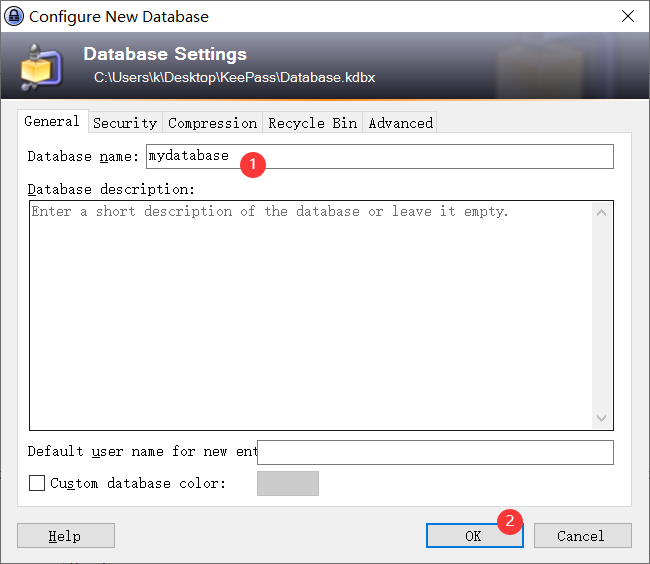 Configure New Database
Database Settings
C:\Users\k\Desktop\KeePass\Database.kdbx
General Security Compression Recycle Bin Advanced
Database name: mydatabase 1
Database description:
Enter a short description of the database or leave it empty.
Default user name for new ent
Custom database color:
2
Help OK Cancel